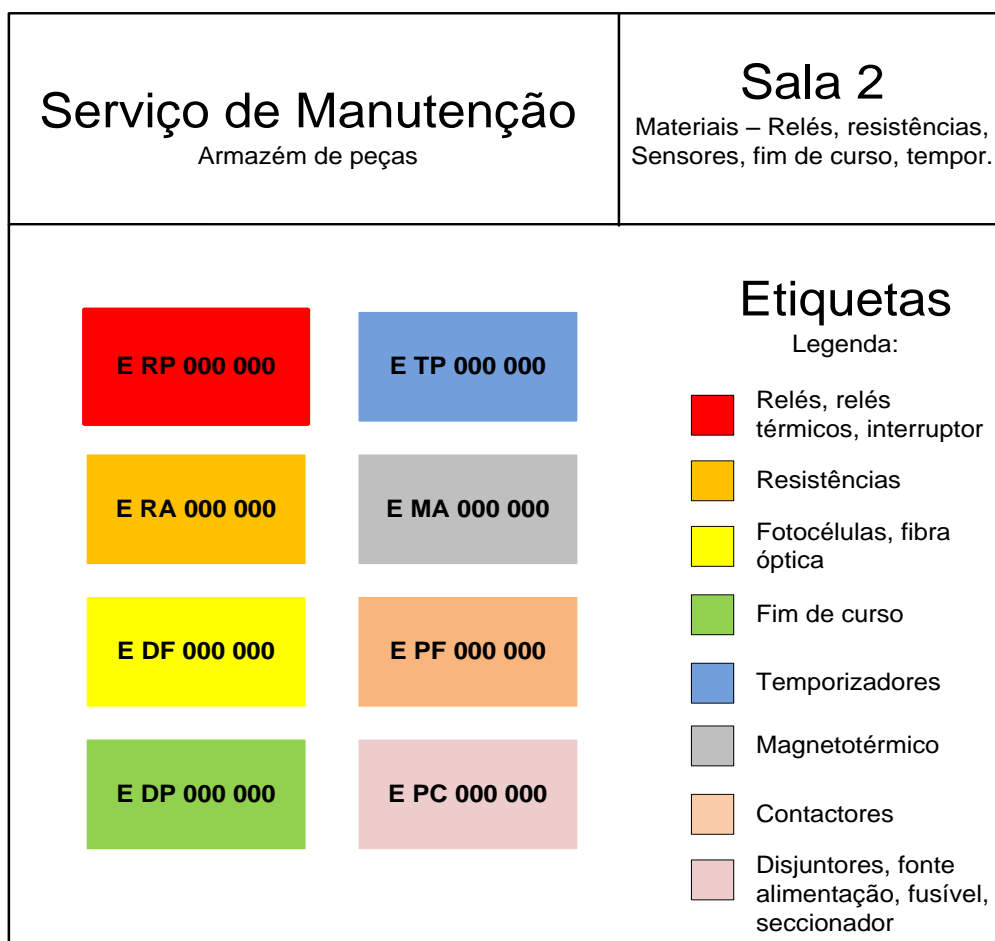 Serviço de Manutenção
Armazém de peças
Sala 2
Materiais – Relés, resistências,
Sensores, fim de curso, tempor.
E RP 000 000
E TP 000 000
E RA 000 000
E MA 000 000
E DF 000 000
E PF 000 000
E DP 000 000
E PC 000 000
Etiquetas
Legenda:
Relés, relés
térmicos, interruptor
Resistências
Fotocélulas, fibra
óptica
Fim de curso
Temporizadores
Magnetotérmico
Contactores
Disjuntores, fonte
alimentação, fusível,
seccionador